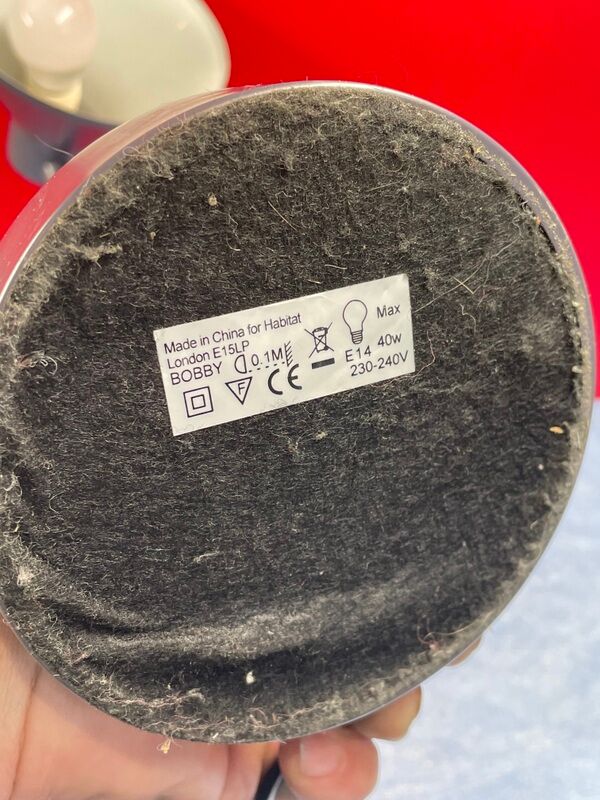 Made in China for Habitat
London E15LP
BOBBY 0.1M
F CE
Max
E14 40w
230-240V